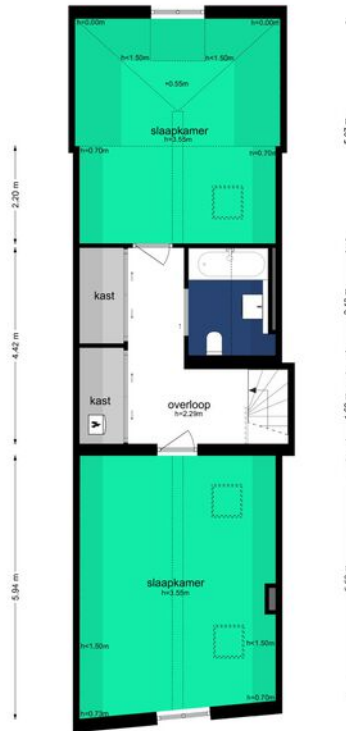 h=0.00m
h=0.00m
h<1.50m
h<1.50m
+0.55m
slaapkamer
h=3.55m
h=0.70m
h=0.70m
2.20 m
kast
4.42 m
kast
overloop
h=2.29m
slaapkamer
h=3.55m
5.94 m
h<1.50m
h<1.50m
h=0.70m
h=0.73m